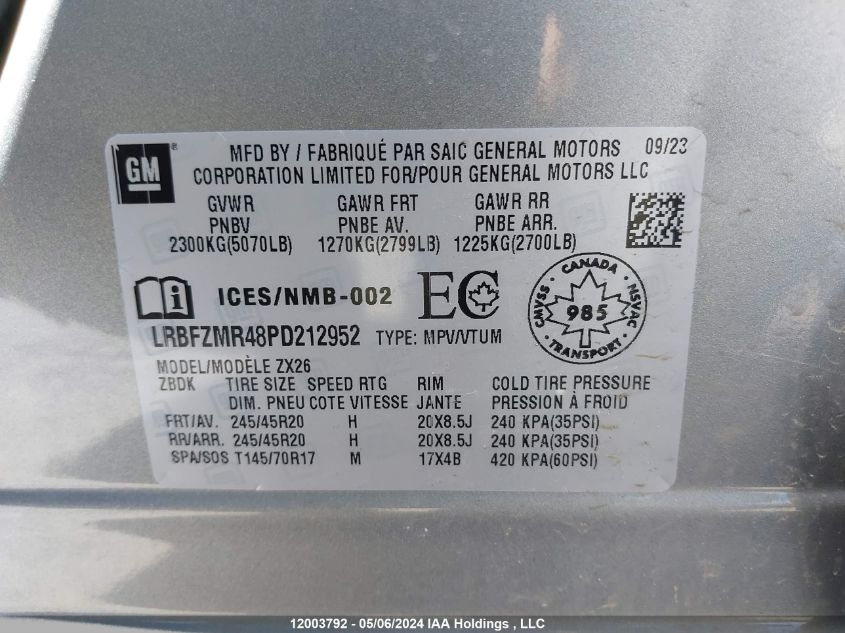 GM
MFD BY / FABRIQUÉ PAR SAIC GENERAL MOTORS 09/23
CORPORATION LIMITED FOR/POUR GENERAL MOTORS LLC
GVWR GAWR FRT GAWR RR
PNBV PNBE AV. PNBE ARR.
2300KG(5070LB) 1270KG(2799LB) 1225KG(2700LB)
ICES/NMB-002 EC
CANADA
CMVSS 985 NSVAC
TRANSPORT
LRBFZMR48PD212952 TYPE: MPV/VTUM
MODEL/MODÈLE ZX26
ZBDK TIRE SIZE SPEED RTG RIM COLD TIRE PRESSURE
DIM. PNEU COTE VITESSE JANTE PRESSION À FROID
FRT/AV. 245/45R20 H 20X8.5J 240 KPA(35PSI)
RR/ARR. 245/45R20 H 20X8.5J 240 KPA(35PSI)
SPA/SOS T145/70R17 M 17X4B 420 KPA(60PSI)
12003792 - 05/06/2024 IAA Holdings , LLC